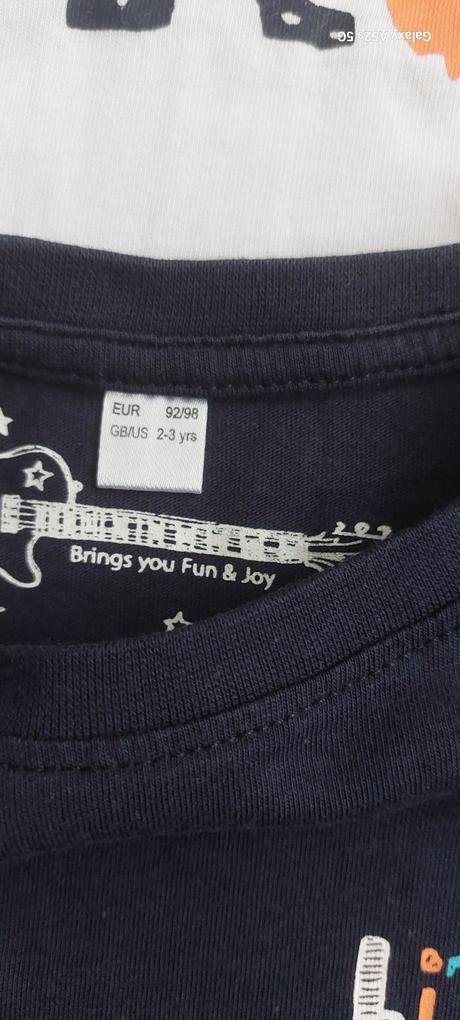 Galaxy A52s 5G
EUR 92/98
GB/US 2-3 yrs
Brings you Fun & Joy